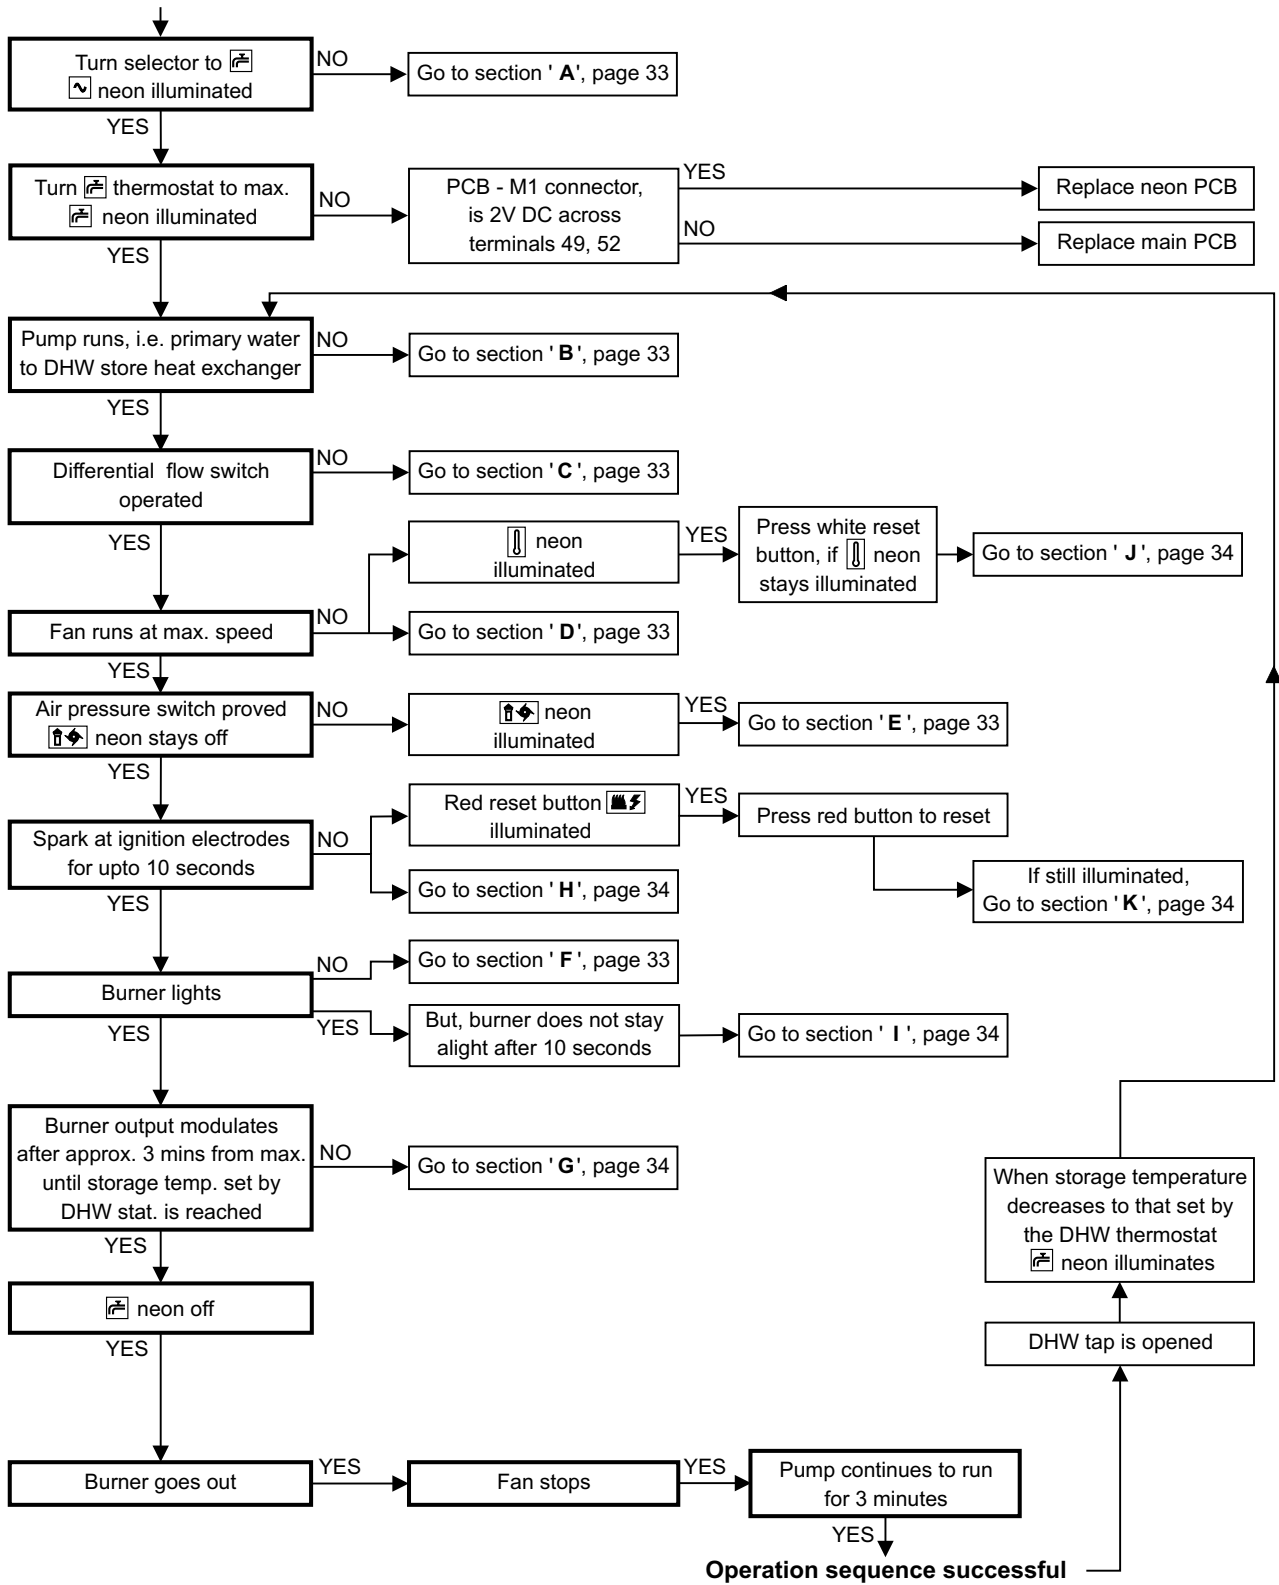 Turn selector to
neon illuminated
NO
Go to section ' A', page 33
YES
Turn thermostat to max.
neon illuminated
NO
PCB - M1 connector,
is 2V DC across
terminals 49, 52
YES
Replace neon PCB
NO
Replace main PCB
YES
Pump runs, i.e. primary water
to DHW store heat exchanger
NO
Go to section ' B', page 33
YES
Differential flow switch
operated
NO
Go to section ' C', page 33
YES
neon
illuminated
YES
Press white reset
button, if neon
stays illuminated
Go to section ' J', page 34
Fan runs at max. speed
NO
Go to section ' D', page 33
YES
Air pressure switch proved
neon stays off
NO
neon
illuminated
YES
Go to section ' E', page 33
YES
Spark at ignition electrodes
for upto 10 seconds
NO
Red reset button
illuminated
YES
Press red button to reset
If still illuminated,
Go to section ' K', page 34
Go to section ' H', page 34
YES
Burner lights
NO
Go to section ' F', page 33
YES
But, burner does not stay
alight after 10 seconds
Go to section ' I', page 34
YES
Burner output modulates
after approx. 3 mins from max.
until storage temp. set by
DHW stat. is reached
NO
Go to section ' G', page 34
YES
neon off
YES
Burner goes out
YES
Fan stops
YES
Pump continues to run
for 3 minutes
YES
Operation sequence successful
DHW tap is opened
When storage temperature
decreases to that set by
the DHW thermostat
neon illuminates